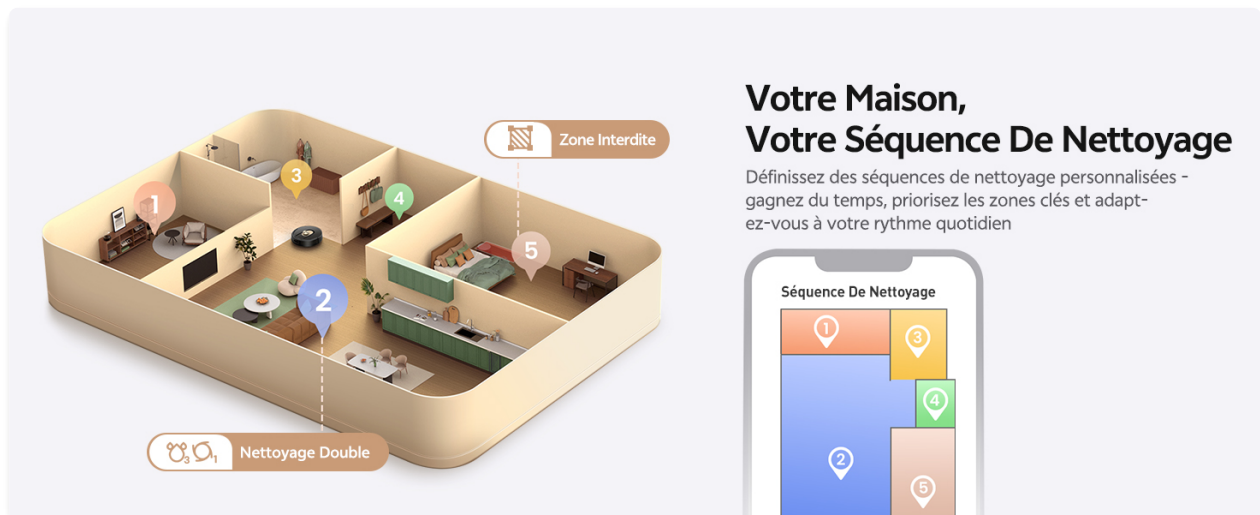 Votre Maison,
Votre Séquence De Nettoyage
Définissez des séquences de nettoyage personnalisées -
gagnez du temps, priorisez les zones clés et adapt-
ez-vous à votre rythme quotidien
Zone Interdite
1
3
4
5
2
3 1 Nettoyage Double
Séquence De Nettoyage
1
3
4
2
5